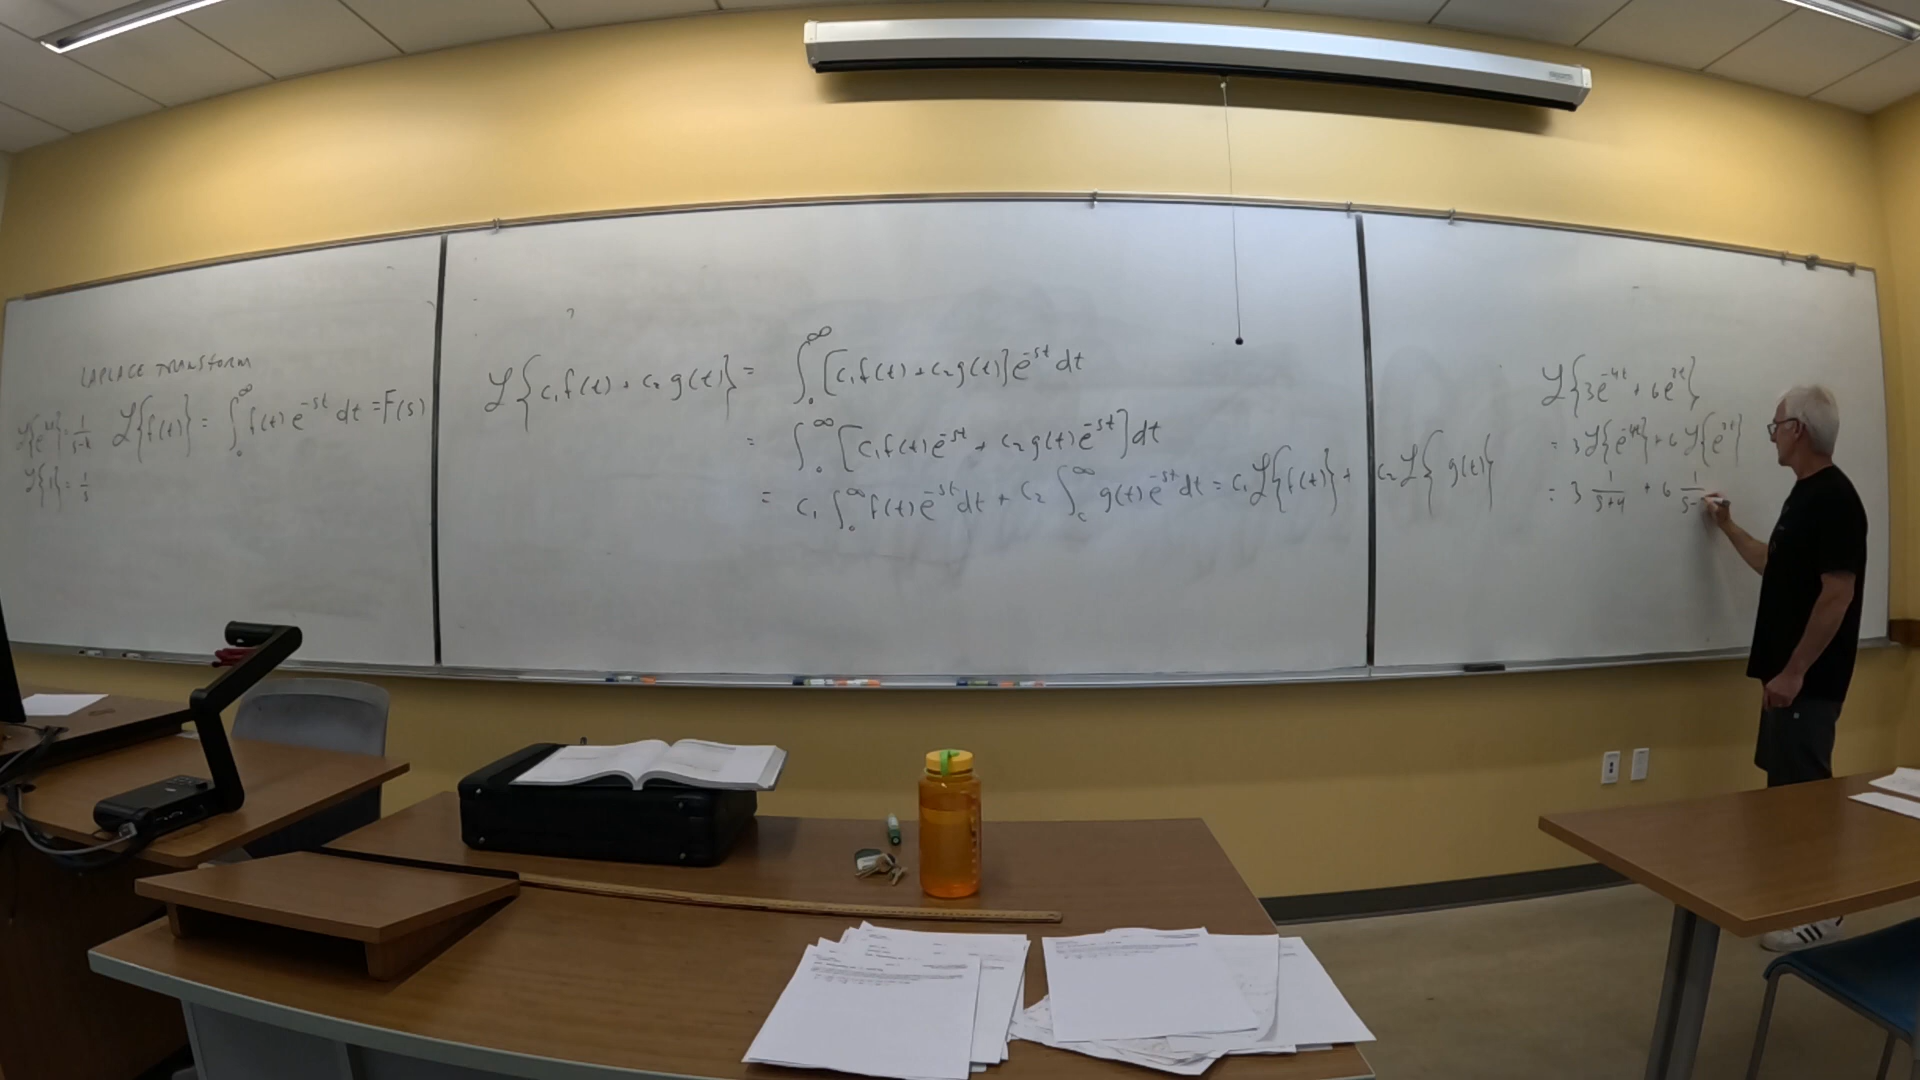 LAPLACE TRANSFORM
ℒ{f(t)} = ∫₀^∞ f(t) e^{-st} dt = F(s)
ℒ{e^{kt}} = 1/(s-k)
ℒ{1} = 1/s
ℒ{c₁f(t) + c₂g(t)} = ∫₀^∞ [c₁f(t) + c₂g(t)] e^{-st} dt
= ∫₀^∞ [c₁f(t)e^{-st} + c₂g(t)e^{-st}] dt
= c₁ ∫₀^∞ f(t)e^{-st} dt + c₂ ∫₀^∞ g(t)e^{-st} dt = c₁ℒ{f(t)} + c₂ℒ{g(t)}
ℒ{3e^{-4t} + 6e^{2t}}
= 3ℒ{e^{-4t}} + 6ℒ{e^{2t}}
= 3 1/(s+4) + 6 1/(s-